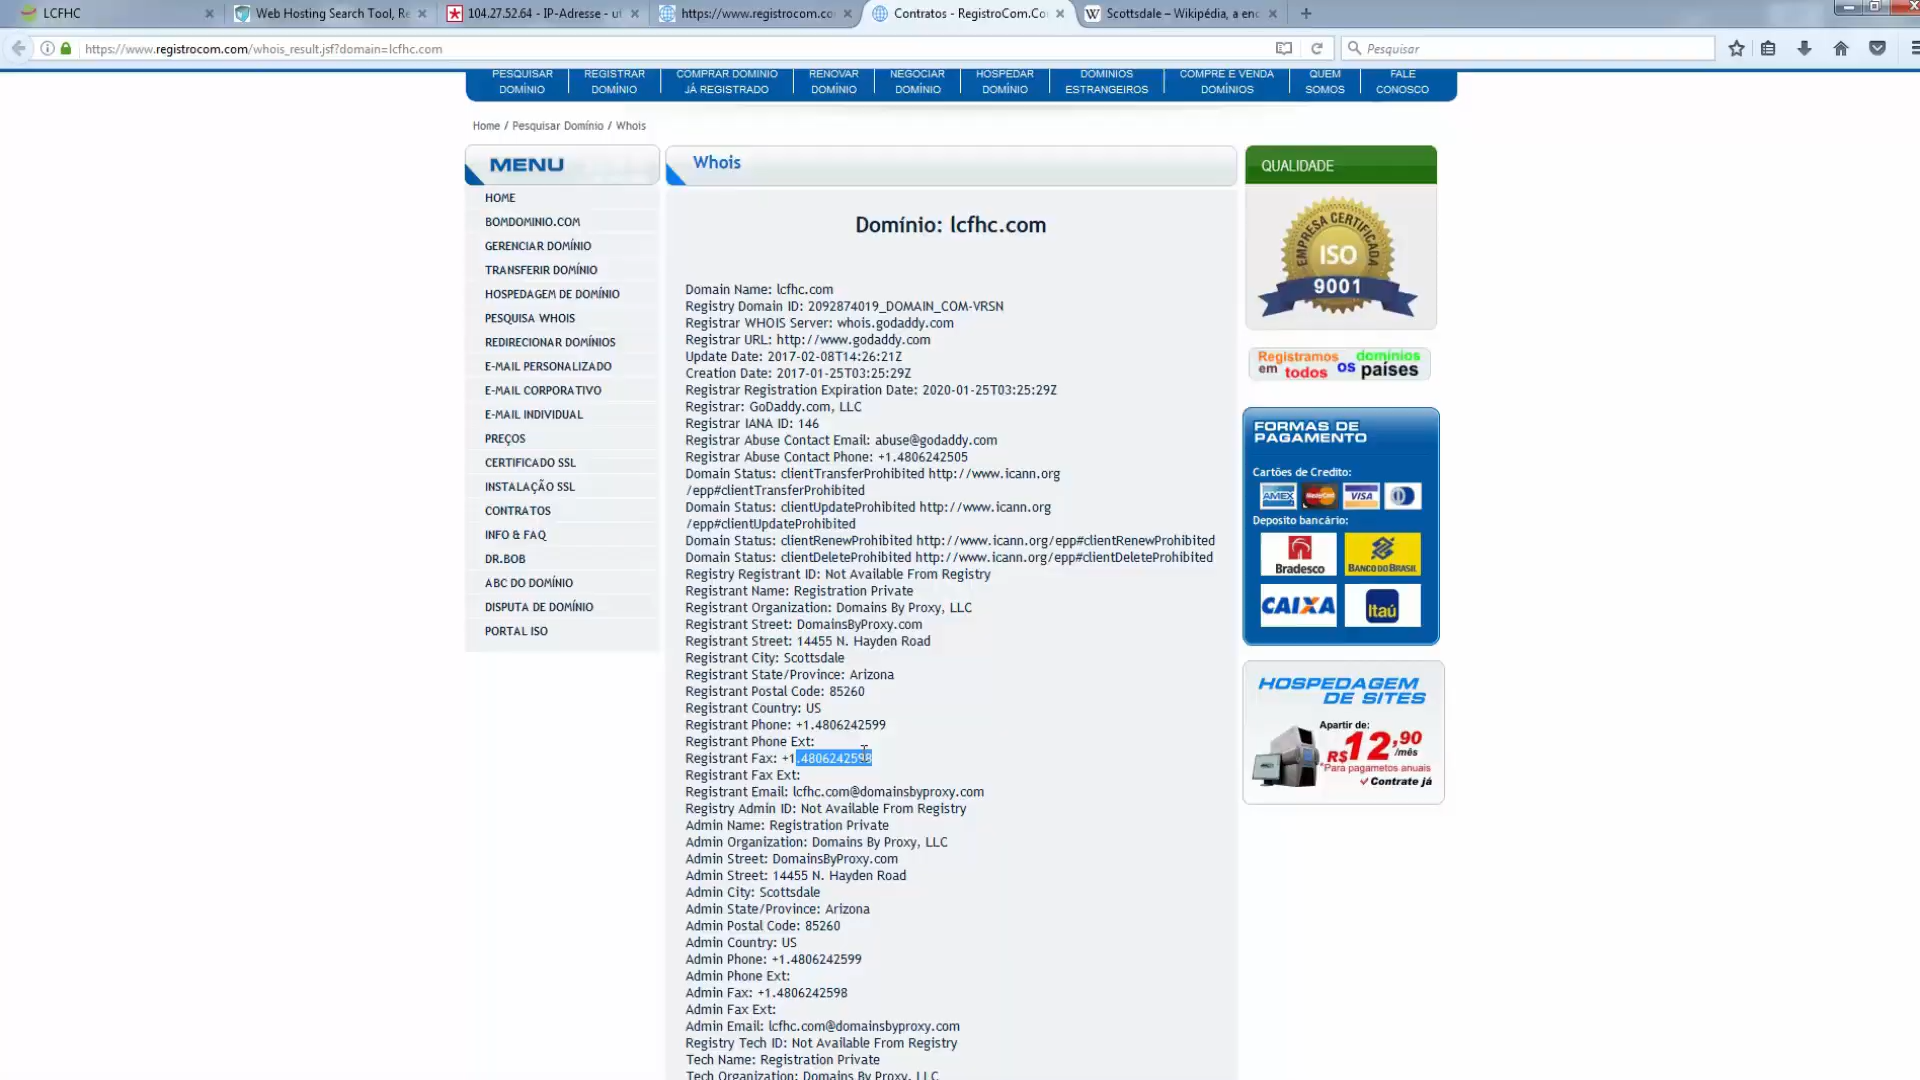 LCFHC
Web Hosting Search Tool, Re
104.27.52.64 - IP-Adresse - ut
https://www.registrocom.co
Contratos - RegistroCom.Co
Scottsdale – Wikipédia, a en
https://www.registrocom.com/whois_result.jsf?domain=lcfhc.com
Pesquisar
PESQUISAR DOMÍNIO
REGISTRAR DOMÍNIO
COMPRAR DOMÍNIO JÁ REGISTRADO
RENOVAR DOMÍNIO
NEGOCIAR DOMÍNIO
HOSPEDAR DOMÍNIO
DOMÍNIOS ESTRANGEIROS
COMPRE E VENDA DOMÍNIOS
QUEM SOMOS
FALE CONOSCO
Home / Pesquisar Domínio / Whois
MENU
HOME
BOMDOMINIO.COM
GERENCIAR DOMÍNIO
TRANSFERIR DOMÍNIO
HOSPEDAGEM DE DOMÍNIO
PESQUISA WHOIS
REDIRECIONAR DOMÍNIOS
E-MAIL PERSONALIZADO
E-MAIL CORPORATIVO
E-MAIL INDIVIDUAL
PREÇOS
CERTIFICADO SSL
INSTALAÇÃO SSL
CONTRATOS
INFO & FAQ
DR.BOB
ABC DO DOMÍNIO
DISPUTA DE DOMÍNIO
PORTAL ISO
Whois
Domínio: lcfhc.com
Domain Name: lcfhc.com
Registry Domain ID: 2092874019_DOMAIN_COM-VRSN
Registrar WHOIS Server: whois.godaddy.com
Registrar URL: http://www.godaddy.com
Update Date: 2017-02-08T14:26:21Z
Creation Date: 2017-01-25T03:25:29Z
Registrar Registration Expiration Date: 2020-01-25T03:25:29Z
Registrar: GoDaddy.com, LLC
Registrar IANA ID: 146
Registrar Abuse Contact Email: abuse@godaddy.com
Registrar Abuse Contact Phone: +1.4806242505
Domain Status: clientTransferProhibited http://www.icann.org
/epp#clientTransferProhibited
Domain Status: clientUpdateProhibited http://www.icann.org
/epp#clientUpdateProhibited
Domain Status: clientRenewProhibited http://www.icann.org/epp#clientRenewProhibited
Domain Status: clientDeleteProhibited http://www.icann.org/epp#clientDeleteProhibited
Registry Registrant ID: Not Available From Registry
Registrant Name: Registration Private
Registrant Organization: Domains By Proxy, LLC
Registrant Street: DomainsByProxy.com
Registrant Street: 14455 N. Hayden Road
Registrant City: Scottsdale
Registrant State/Province: Arizona
Registrant Postal Code: 85260
Registrant Country: US
Registrant Phone: +1.4806242599
Registrant Phone Ext:
Registrant Fax: +1.4806242598
Registrant Fax Ext:
Registrant Email: lcfhc.com@domainsbyproxy.com
Registry Admin ID: Not Available From Registry
Admin Name: Registration Private
Admin Organization: Domains By Proxy, LLC
Admin Street: DomainsByProxy.com
Admin Street: 14455 N. Hayden Road
Admin City: Scottsdale
Admin State/Province: Arizona
Admin Postal Code: 85260
Admin Country: US
Admin Phone: +1.4806242599
Admin Phone Ext:
Admin Fax: +1.4806242598
Admin Fax Ext:
Admin Email: lcfhc.com@domainsbyproxy.com
Registry Tech ID: Not Available From Registry
Tech Name: Registration Private
Tech Organization: Domains By Proxy, LLC
QUALIDADE
EMPRESA CERTIFICADA
ISO
9001
Registramos domínios
em todos os países
FORMAS DE
PAGAMENTO
Cartões de Credito:
AMEX
MasterCard
VISA
Deposito bancário:
Bradesco
BANCO DO BRASIL
CAIXA
Itaú
HOSPEDAGEM
DE SITES
Apartir de:
R$12,90
/mês
*Para pagametos anuais
Contrate já